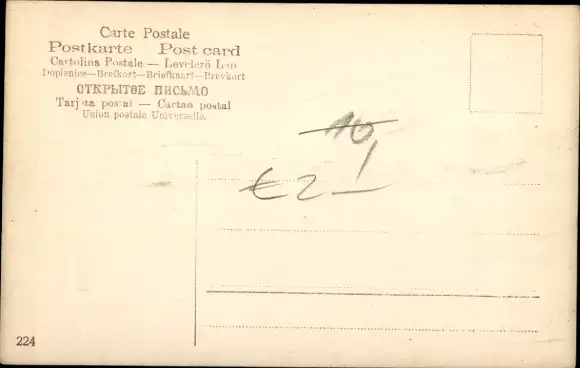 Carte Postale
Postkarte Post card
Cartolina Postale — Levelező Lap
Dopisnice—Brefkort—Briefkaart—Brevkort
ОТКРЫТОЕ ПИСЬМО
Tarjeta postal — Cartao postal
Union postale Universelle.
10
€2
224